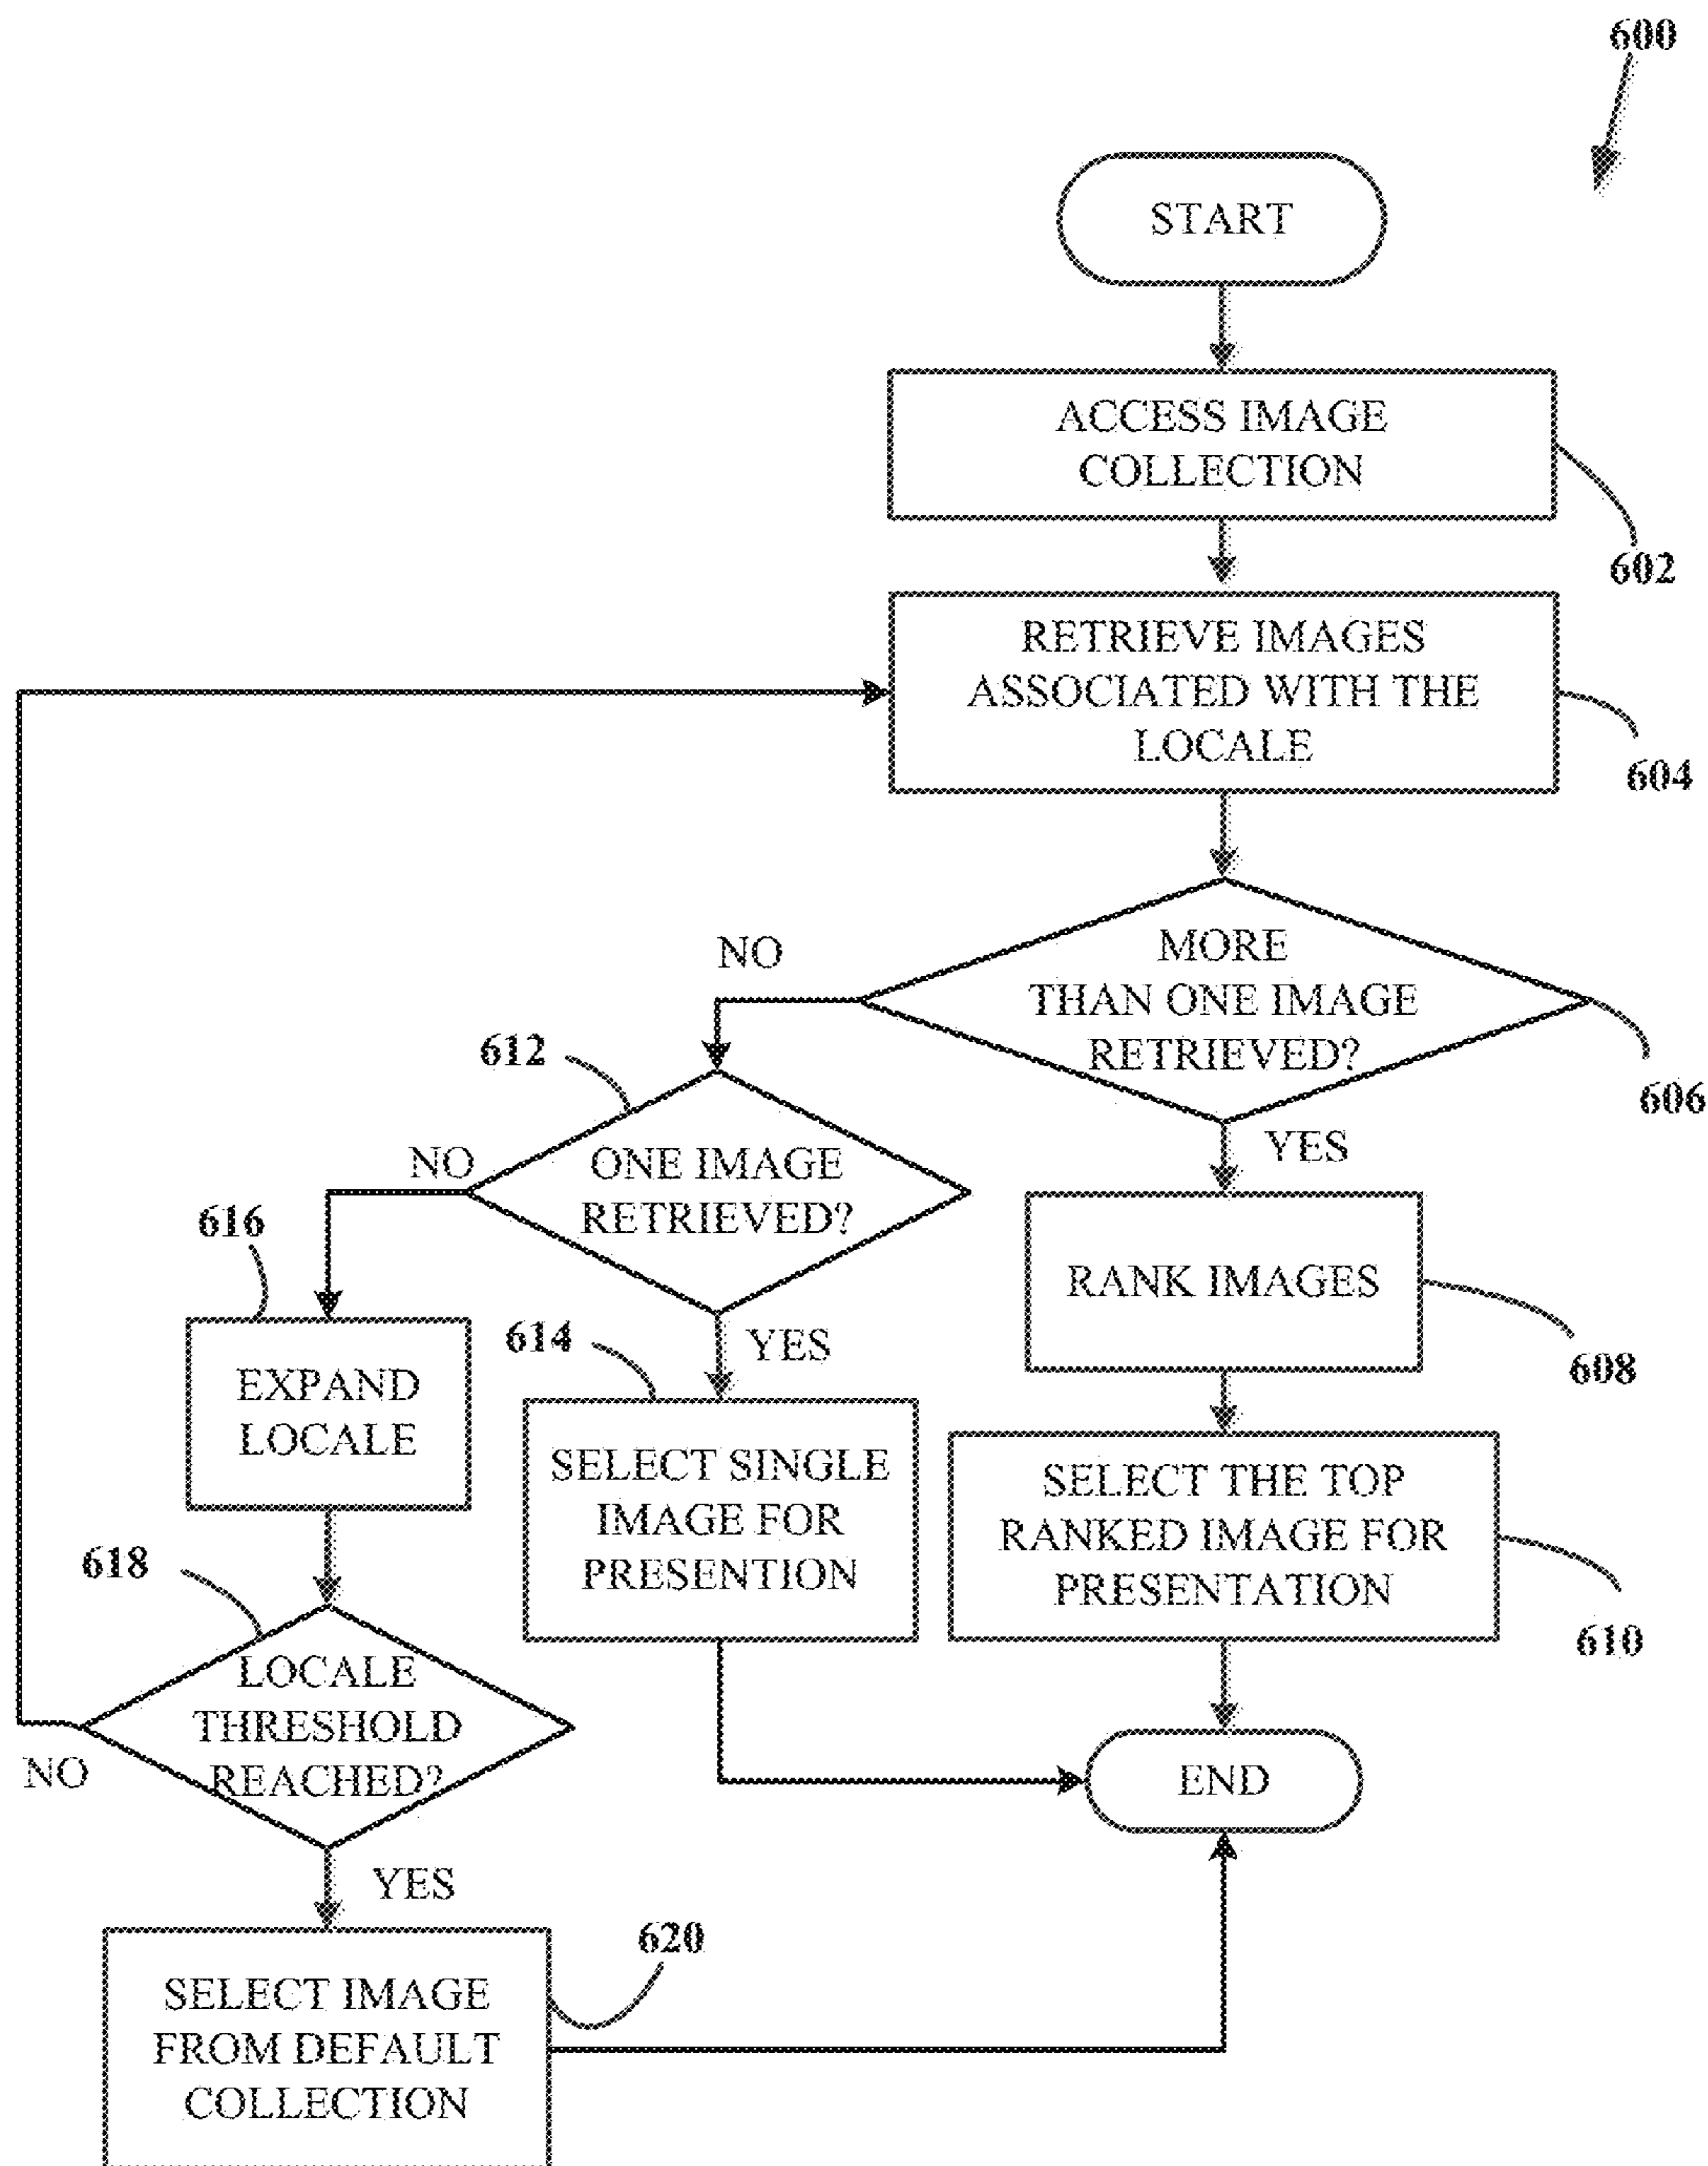 600
START
ACCESS IMAGE
COLLECTION
602
RETRIEVE IMAGES
ASSOCIATED WITH THE
LOCALE
604
MORE
THAN ONE IMAGE
RETRIEVED?
606
NO
YES
612
ONE IMAGE
RETRIEVED?
NO
YES
RANK IMAGES
608
616
EXPAND
LOCALE
614
SELECT SINGLE
IMAGE FOR
PRESENTION
SELECT THE TOP
RANKED IMAGE FOR
PRESENTATION
610
618
LOCALE
THRESHOLD
REACHED?
NO
YES
END
620
SELECT IMAGE
FROM DEFAULT
COLLECTION